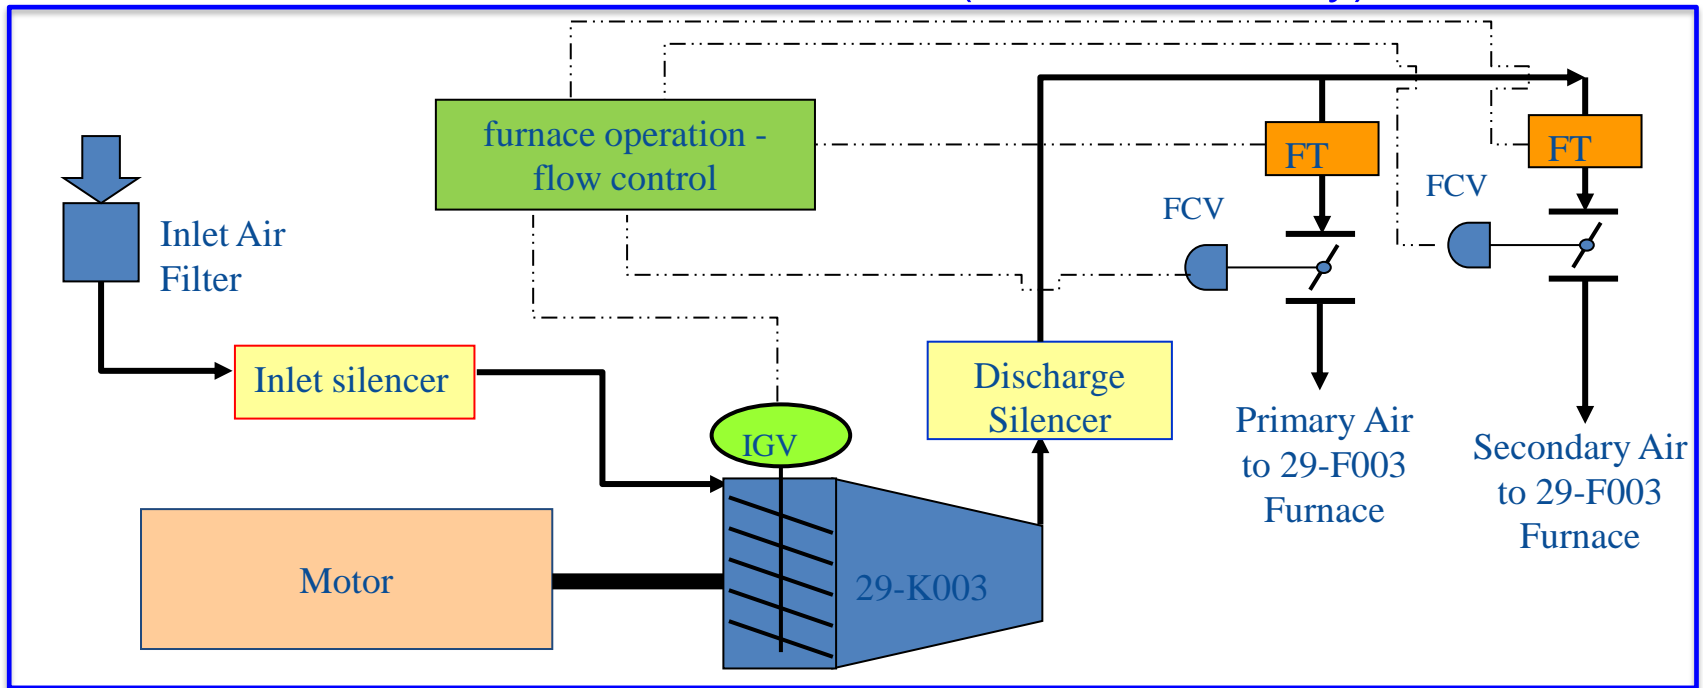 furnace operation -
flow control
FT
FT
FCV
FCV
Inlet Air
Filter
Inlet silencer
Discharge
Silencer
IGV
Primary Air
to 29-F003
Furnace
Secondary Air
to 29-F003
Furnace
Motor
29-K003